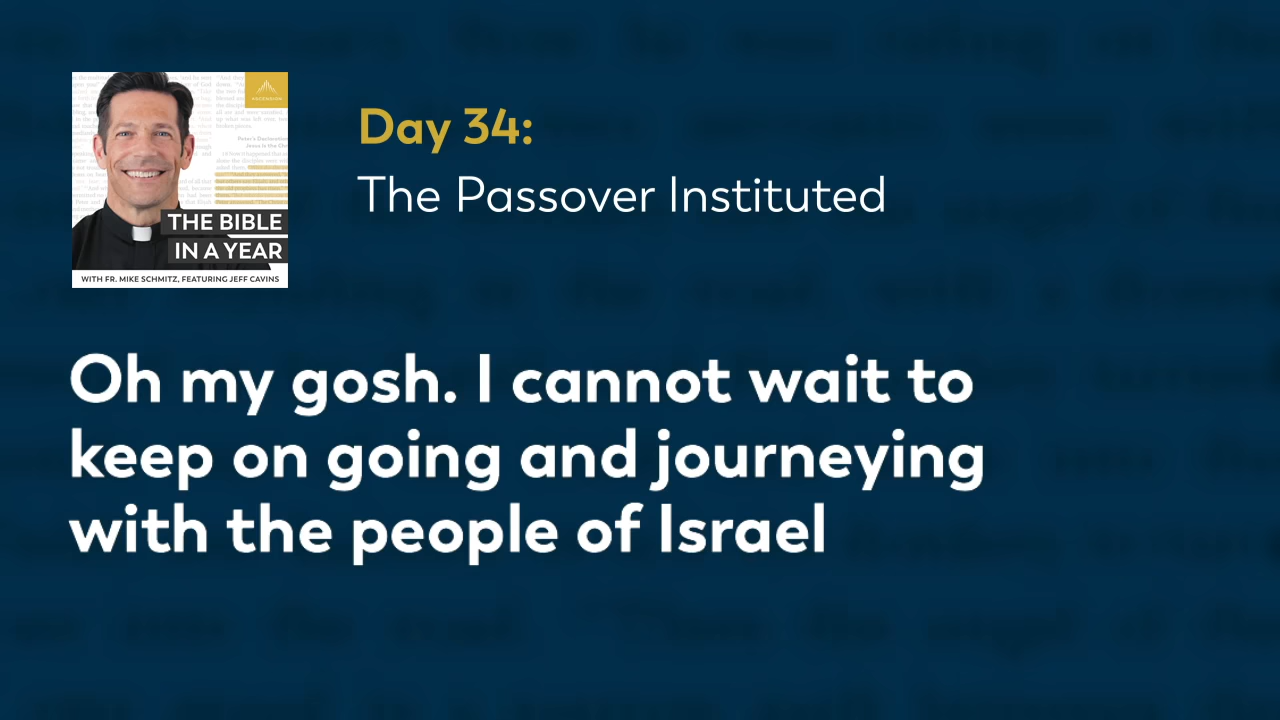 ASCENSION
THE BIBLE
IN A YEAR
WITH FR. MIKE SCHMITZ, FEATURING JEFF CAVINS
Day 34:
The Passover Instituted
Oh my gosh. I cannot wait to
keep on going and journeying
with the people of Israel